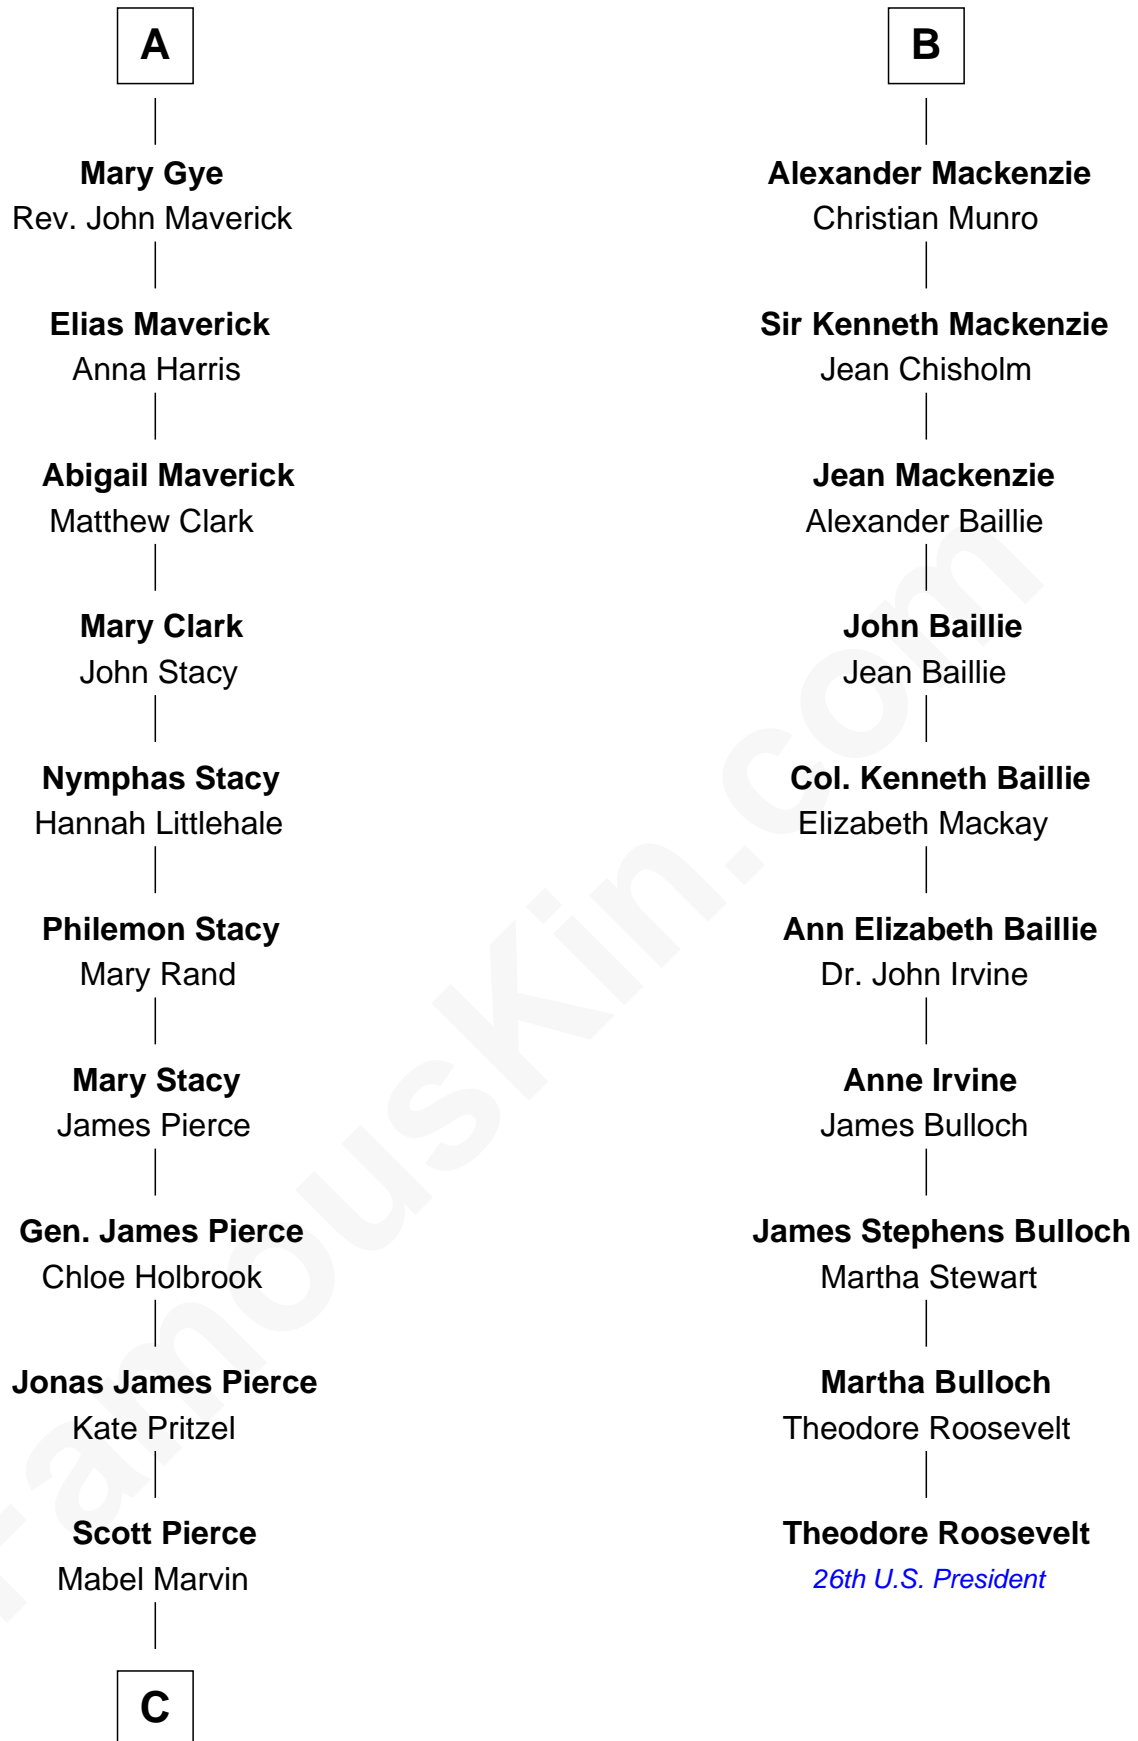 A
Mary Gye
Rev. John Maverick
Elias Maverick
Anna Harris
Abigail Maverick
Matthew Clark
Mary Clark
John Stacy
Nymphas Stacy
Hannah Littlehale
Philemon Stacy
Mary Rand
Mary Stacy
James Pierce
Gen. James Pierce
Chloe Holbrook
Jonas James Pierce
Kate Pritzel
Scott Pierce
Mabel Marvin
C
B
Alexander Mackenzie
Christian Munro
Sir Kenneth Mackenzie
Jean Chisholm
Jean Mackenzie
Alexander Baillie
John Baillie
Jean Baillie
Col. Kenneth Baillie
Elizabeth Mackay
Ann Elizabeth Baillie
Dr. John Irvine
Anne Irvine
James Bulloch
James Stephens Bulloch
Martha Stewart
Martha Bulloch
Theodore Roosevelt
Theodore Roosevelt
26th U.S. President
FamousKin.com